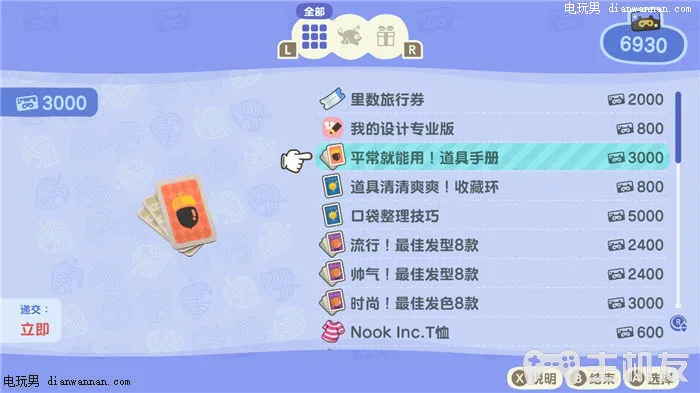 电玩男 dianwannan.com
全部
L
R
6930
3000
里数旅行券 2000
我的设计专业版 800
平常就能用！道具手册 3000
道具清清爽爽！收藏环 800
口袋整理技巧 5000
流行！最佳发型8款 2400
帅气！最佳发型8款 2400
时尚！最佳发色8款 3000
Nook Inc.T恤 600
递交：
立即
R
电玩男 dianwannan.com
主机友
X 说明 B 结束 A 选择